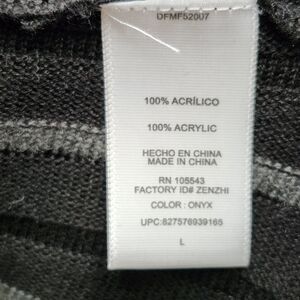 DFMF52007
100% ACRÍLICO
100% ACRYLIC
HECHO EN CHINA
MADE IN CHINA
RN 105543
FACTORY ID# ZENZHI
COLOR : ONYX
UPC:827576939165
L